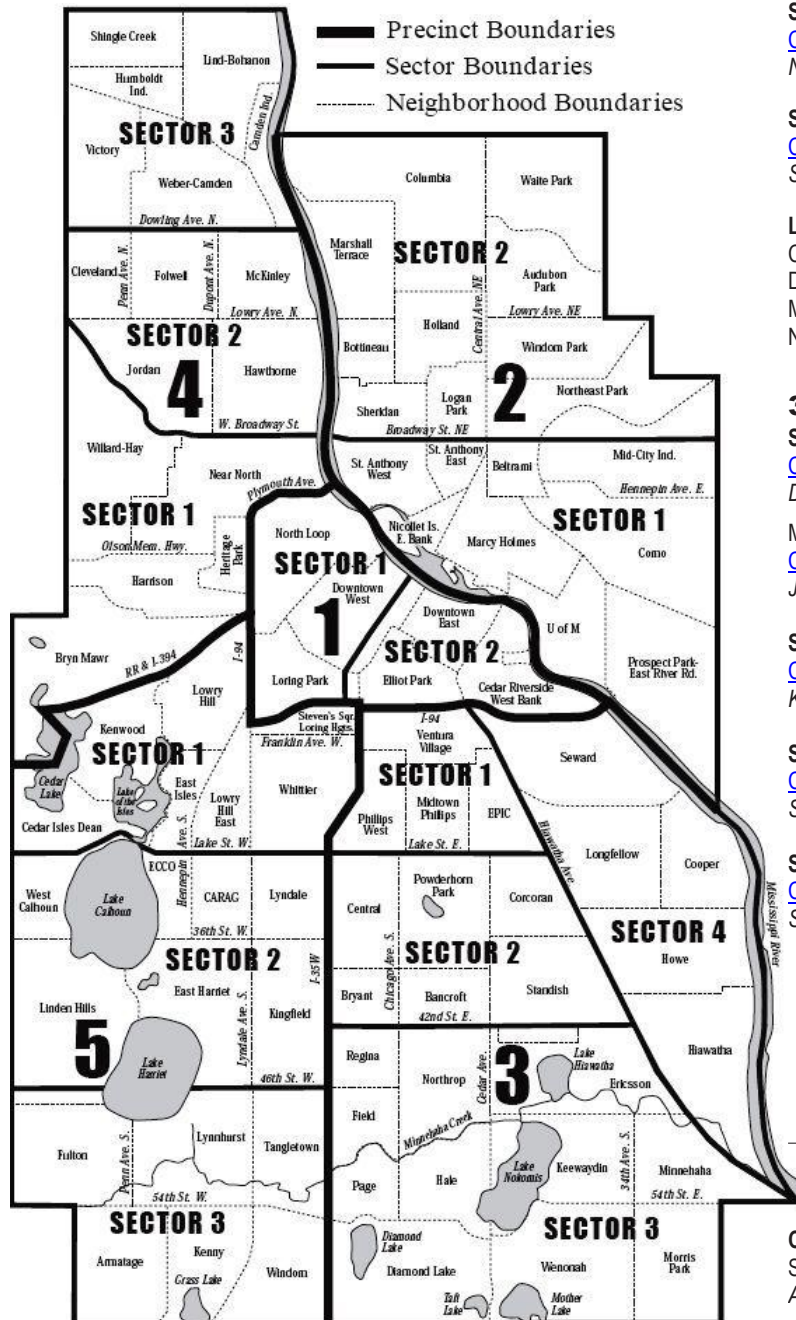 Precinct Boundaries
Sector Boundaries
Neighborhood Boundaries
Shingle Creek
Lind-Bohanon
Humboldt
Ind.
Camden Ind.
SECTOR 3
Victory
Weber-Camden
Dowling Ave. N.
Columbia
Waite Park
Marshall
Terrace
SECTOR 2
Cleveland
Penn Ave. N.
Folwell
Dupont Ave. N.
McKinley
Lowry Ave. N.
Audubon
Park
Central Ave. NE
Lowry Ave. NE
Holland
SECTOR 2
Bottineau
Windom Park
Jordan
4
Hawthorne
2
Northeast Park
Logan
Park
Sheridan
W. Broadway St.
Broadway St. NE
Willard-Hay
St. Anthony
East
Mid-City Ind.
Near North
St. Anthony
West
Beltrami
Plymouth Ave.
Hennepin Ave. E.
SECTOR 1
Nicollet Is.
E. Bank
SECTOR 1
North Loop
Marcy Holmes
Olson Mem. Hwy.
Heritage
Park
SECTOR 1
Como
Harrison
Downtown
West
1
Downtown
East
U of M
Bryn Mawr
RR & I-394
I-94
SECTOR 2
Prospect Park-
East River Rd.
Loring Park
Elliot Park
Cedar Riverside
West Bank
Lowry
Hill
Steven's Sqr.
Loring Hgts.
I-94
Kenwood
Franklin Ave. W.
Ventura
Village
Seward
SECTOR 1
Cedar
Lake
Lake
of the
Isles
East
Isles
Lowry
Hill
East
Whittier
SECTOR 1
Midtown
Phillips
EPIC
Phillips
West
Hiawatha Ave.
Cedar Isles Dean
Hennepin Ave. S.
Lake St. W.
Lake St. E.
Longfellow
Cooper
ECCO
West
Calhoun
Lake
Calhoun
CARAG
Lyndale
Powderhorn
Park
Central
Corcoran
Mississippi River
36th St. W.
I-35W
Chicago Ave. S.
SECTOR 4
Howe
SECTOR 2
SECTOR 2
East Harriet
Standish
Linden Hills
Lyndale Ave. S.
Kingfield
Bryant
Bancroft
42nd St. E.
5
Hiawatha
Lake
Harriet
46th St. W.
Regina
Northrop
Cedar Ave.
3
Lake
Hiawatha
Ericsson
Field
Minnehaha Creek
Fulton
Penn Ave. S.
Lynnhurst
Tangletown
34th Ave. S.
Page
Hale
Lake
Nokomis
Keewaydin
Minnehaha
54th St. W.
54th St. E.
SECTOR 3
SECTOR 3
Armatage
Kenny
Windom
Diamond
Lake
Diamond Lake
Wenonah
Morris
Park
Grass Lake
Taft
Lake
Mother
Lake